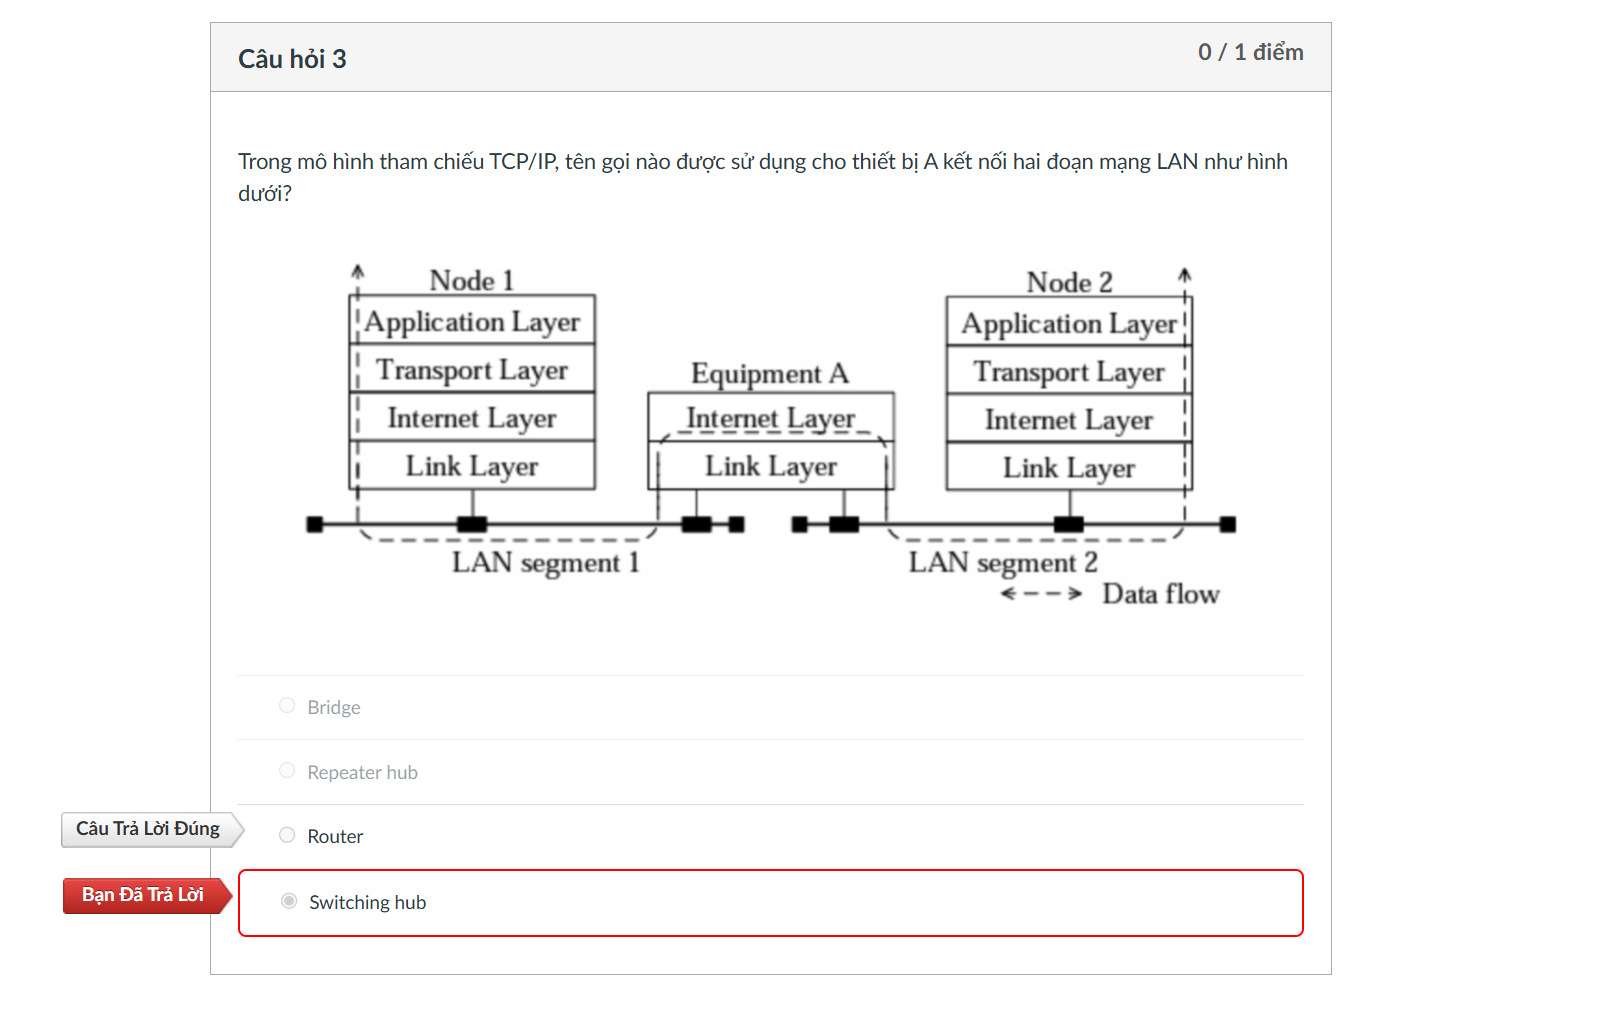 Câu hỏi 3
0 / 1 điểm
Trong mô hình tham chiếu TCP/IP, tên gọi nào được sử dụng cho thiết bị A kết nối hai đoạn mạng LAN như hình
dưới?
Node 1
Application Layer
Transport Layer
Internet Layer
Link Layer
Equipment A
Internet Layer
Link Layer
Node 2
Application Layer
Transport Layer
Internet Layer
Link Layer
LAN segment 1
LAN segment 2
Data flow
Bridge
Repeater hub
Câu Trả Lời Đúng
Router
Bạn Đã Trả Lời
Switching hub